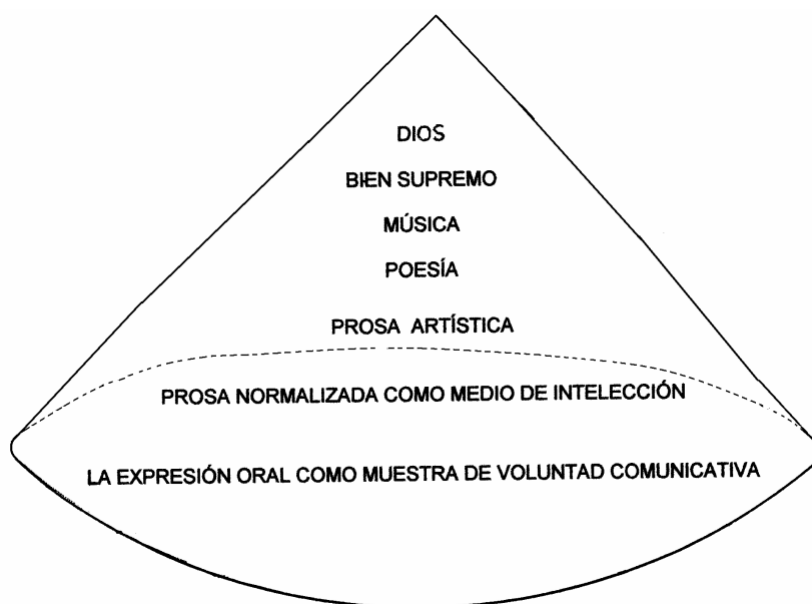 DIOS
BIEN SUPREMO
MÚSICA
POESÍA
PROSA ARTÍSTICA
PROSA NORMALIZADA COMO MEDIO DE INTELECCIÓN
LA EXPRESIÓN ORAL COMO MUESTRA DE VOLUNTAD COMUNICATIVA